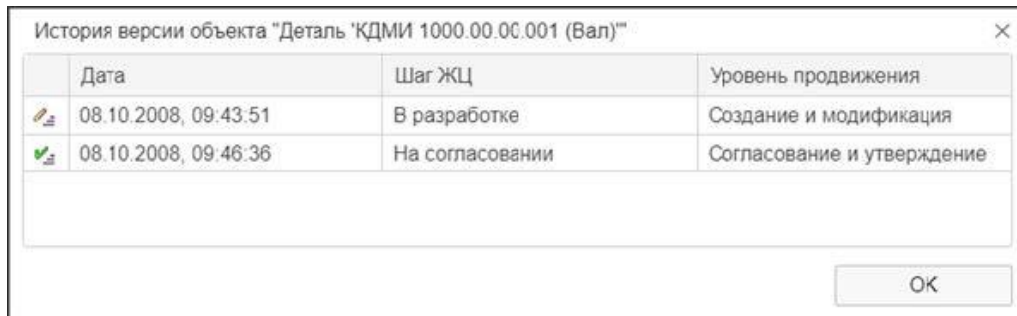 История версии объекта "Деталь 'КДМИ 1000.00.00.001 (Вал)'"
Дата Шаг ЖЦ Уровень продвижения
08.10.2008, 09:43:51 В разработке Создание и модификация
08.10.2008, 09:46:36 На согласовании Согласование и утверждение
OK